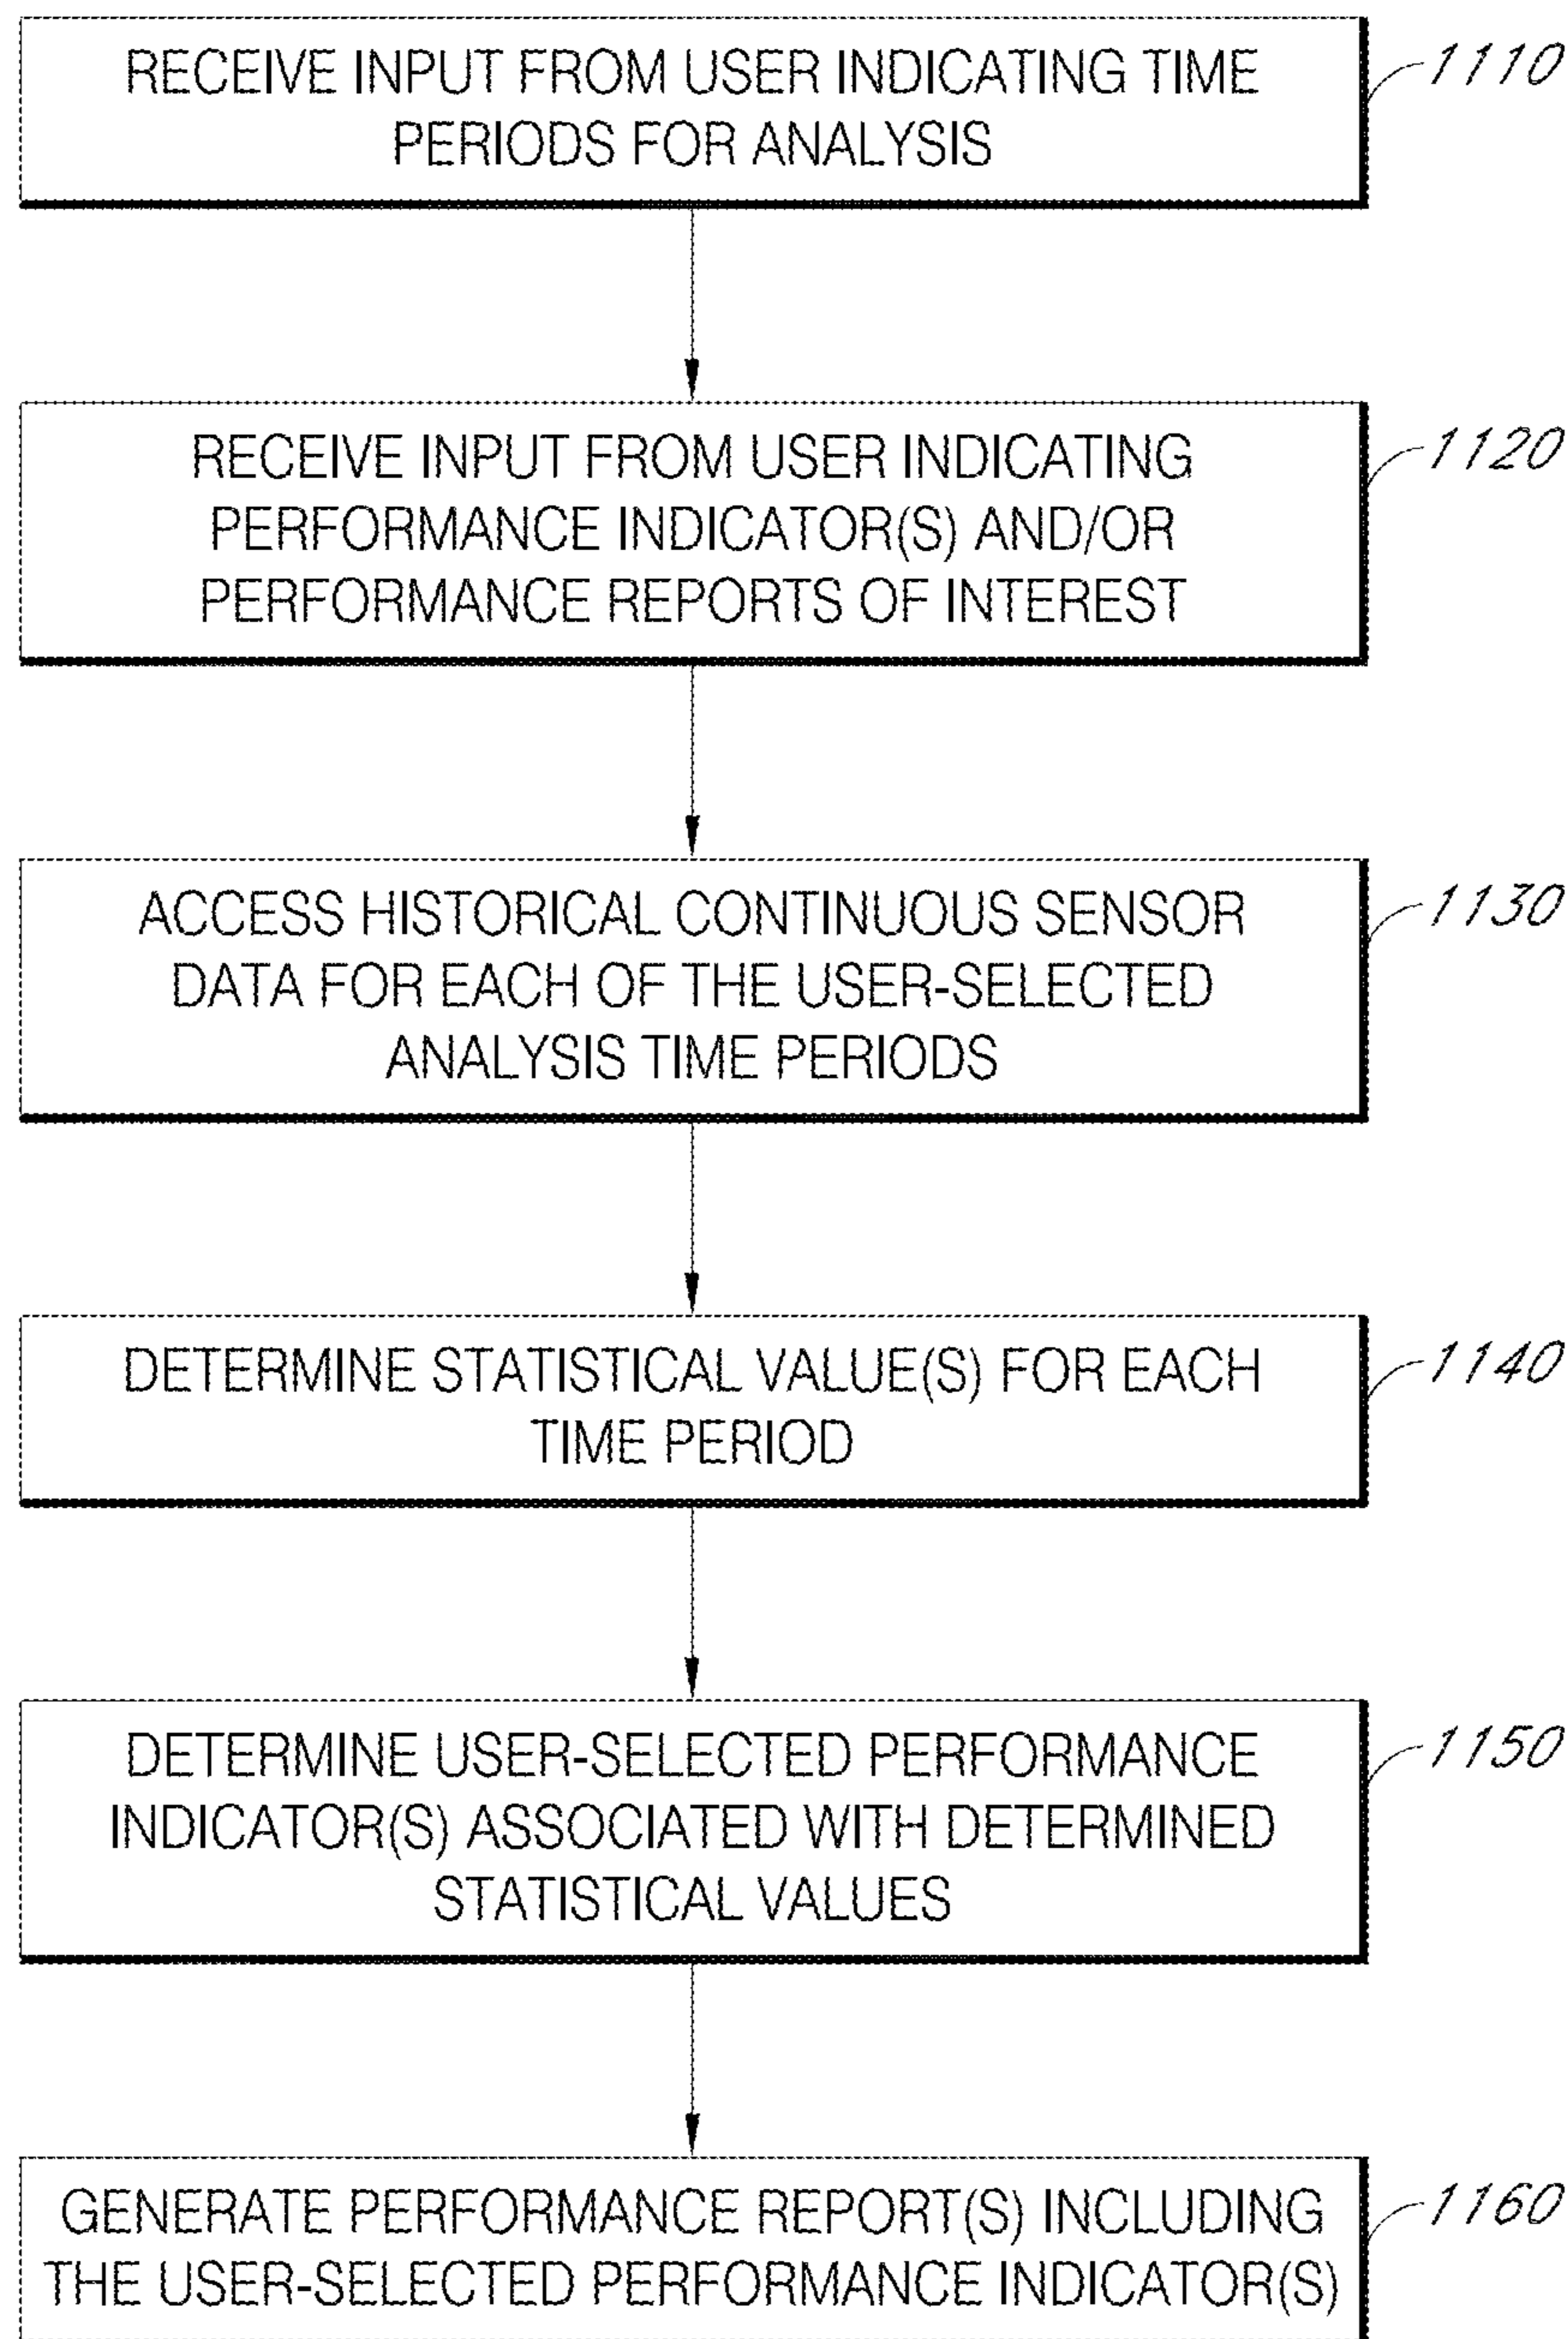 RECEIVE INPUT FROM USER INDICATING TIME
PERIODS FOR ANALYSIS
1110
RECEIVE INPUT FROM USER INDICATING
PERFORMANCE INDICATOR(S) AND/OR
PERFORMANCE REPORTS OF INTEREST
1120
ACCESS HISTORICAL CONTINUOUS SENSOR
DATA FOR EACH OF THE USER-SELECTED
ANALYSIS TIME PERIODS
1130
DETERMINE STATISTICAL VALUE(S) FOR EACH
TIME PERIOD
1140
DETERMINE USER-SELECTED PERFORMANCE
INDICATOR(S) ASSOCIATED WITH DETERMINED
STATISTICAL VALUES
1150
GENERATE PERFORMANCE REPORT(S) INCLUDING
THE USER-SELECTED PERFORMANCE INDICATOR(S)
1160